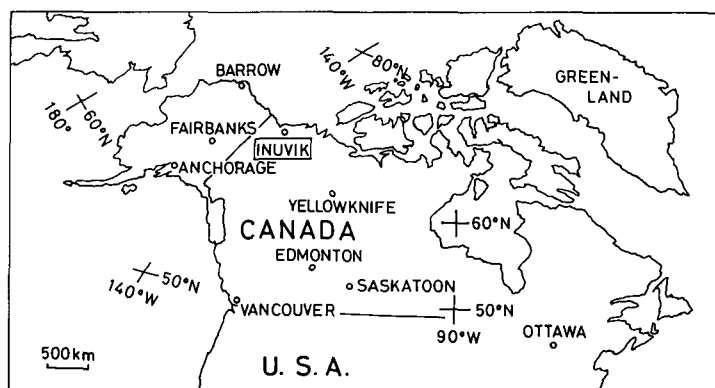 BARROW
140°W
80°N
GREEN-
LAND
180°
60°N
FAIRBANKS
INUVIK
ANCHORAGE
YELLOWKNIFE
CANADA
60°N
EDMONTON
50°N
140°W
SASKATOON
VANCOUVER
50°N
90°W
OTTAWA
500km
U. S. A.